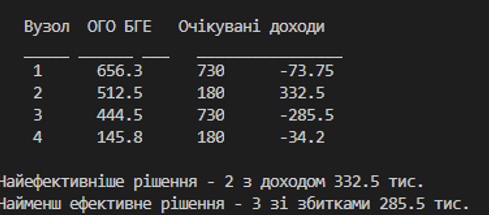 Вузол ОГО БГЕ Очікувані доходи
_____ ______ ___ ________________
1 656.3 730 -73.75
2 512.5 180 332.5
3 444.5 730 -285.5
4 145.8 180 -34.2
Найефективніше рішення - 2 з доходом 332.5 тис.
Найменш ефективне рішення - 3 зі збитками 285.5 тис.